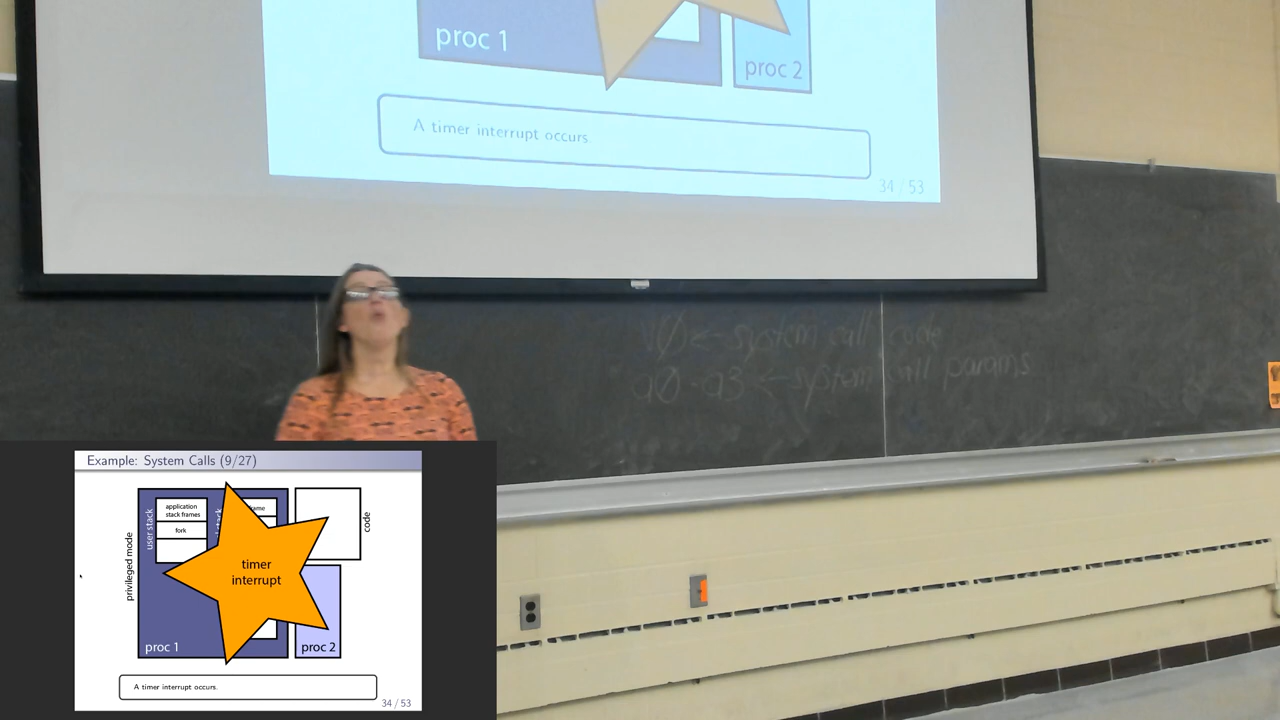 proc 1
proc 2
A timer interrupt occurs
34 / 53
v0 <- system call code
a0-a3 <- system call params
Example: System Calls (9/27)
application
stack frames
fork
user stack
privileged mode
timer
interrupt
code
proc 1
proc 2
A timer interrupt occurs.
34 / 53